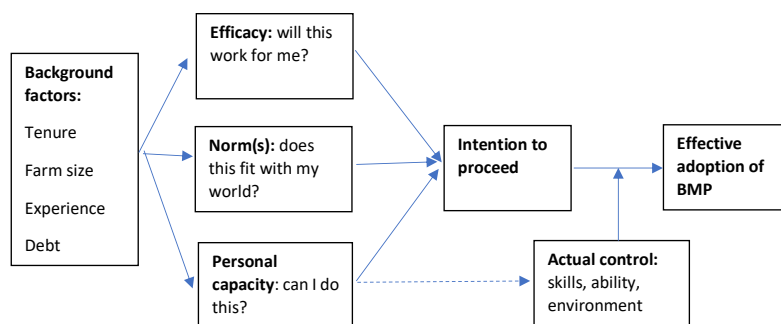 Background
factors:
Tenure
Farm size
Experience
Debt
Efficacy: will this
work for me?
Norm(s): does
this fit with my
world?
Personal
capacity: can I do
this?
Intention to
proceed
Actual control:
skills, ability,
environment
Effective
adoption of
BMP